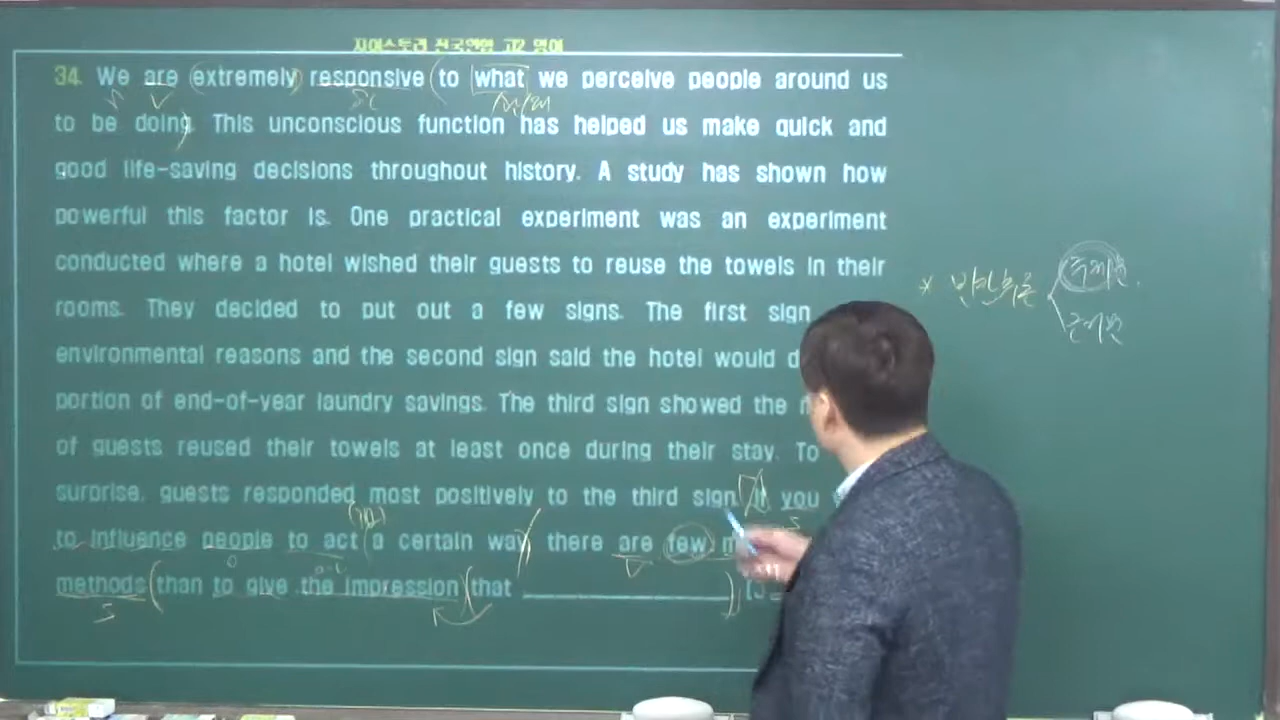 자이스토리 전국연합 고2 영어
34. We are extremely responsive to what we perceive people around us
to be doing. This unconscious function has helped us make quick and
good life-saving decisions throughout history. A study has shown how
powerful this factor is. One practical experiment was an experiment
conducted where a hotel wished their guests to reuse the towels in their
rooms. They decided to put out a few signs. The first sign
environmental reasons and the second sign said the hotel would d
portion of end-of-year laundry savings. The third sign showed the
of guests reused their towels at least once during their stay. To
surprise, guests responded most positively to the third sign. If you
to influence people to act a certain way, there are few
methods than to give the impression that ____________
V
S
O
O.C
V
S